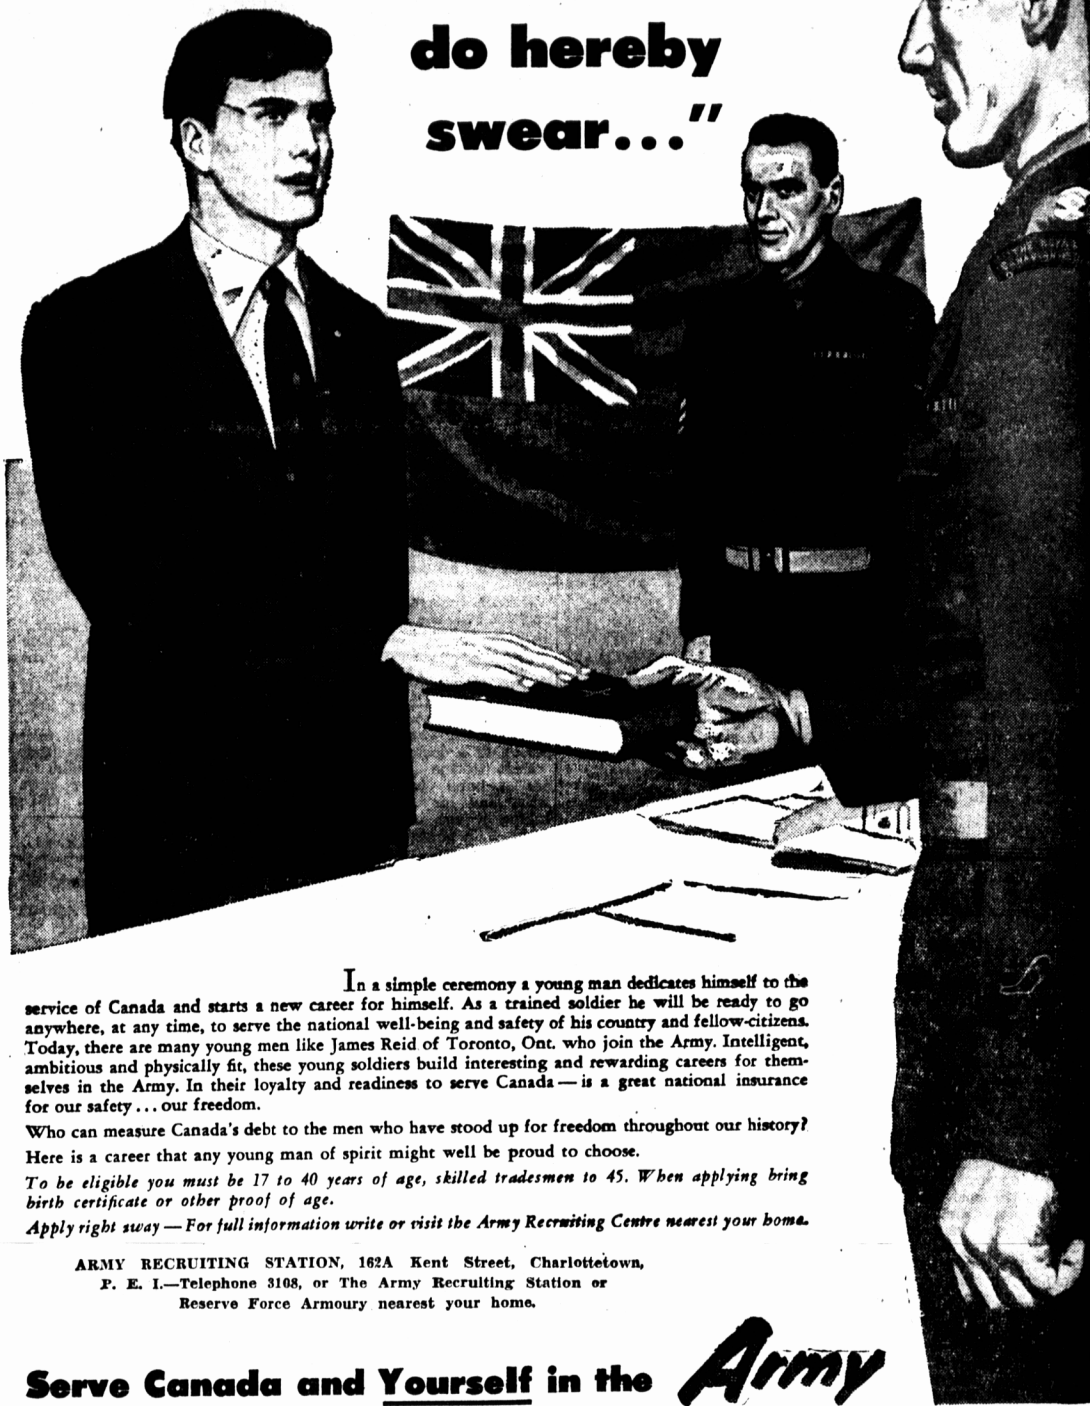 do hereby
swear..."
THE ROYAL
In a simple ceremony a young man dedicates himself to the
service of Canada and starts a new career for himself. As a trained soldier he will be ready to go
anywhere, at any time, to serve the national well-being and safety of his country and fellow-citizens.
Today, there are many young men like James Reid of Toronto, Ont. who join the Army. Intelligent,
ambitious and physically fit, these young soldiers build interesting and rewarding careers for them-
selves in the Army. In their loyalty and readiness to serve Canada — is a great national insurance
for our safety ... our freedom.
Who can measure Canada's debt to the men who have stood up for freedom throughout our history?
Here is a career that any young man of spirit might well be proud to choose.
To be eligible you must be 17 to 40 years of age, skilled tradesmen to 45. When applying bring
birth certificate or other proof of age.
Apply right sway — For full information write or visit the Army Recruiting Centre nearest your home.
ARMY RECRUITING STATION, 162A Kent Street, Charlottetown,
P. E. I.—Telephone 3108, or The Army Recruiting Station or
Reserve Force Armoury nearest your home.
Serve Canada and Yourself in the Army